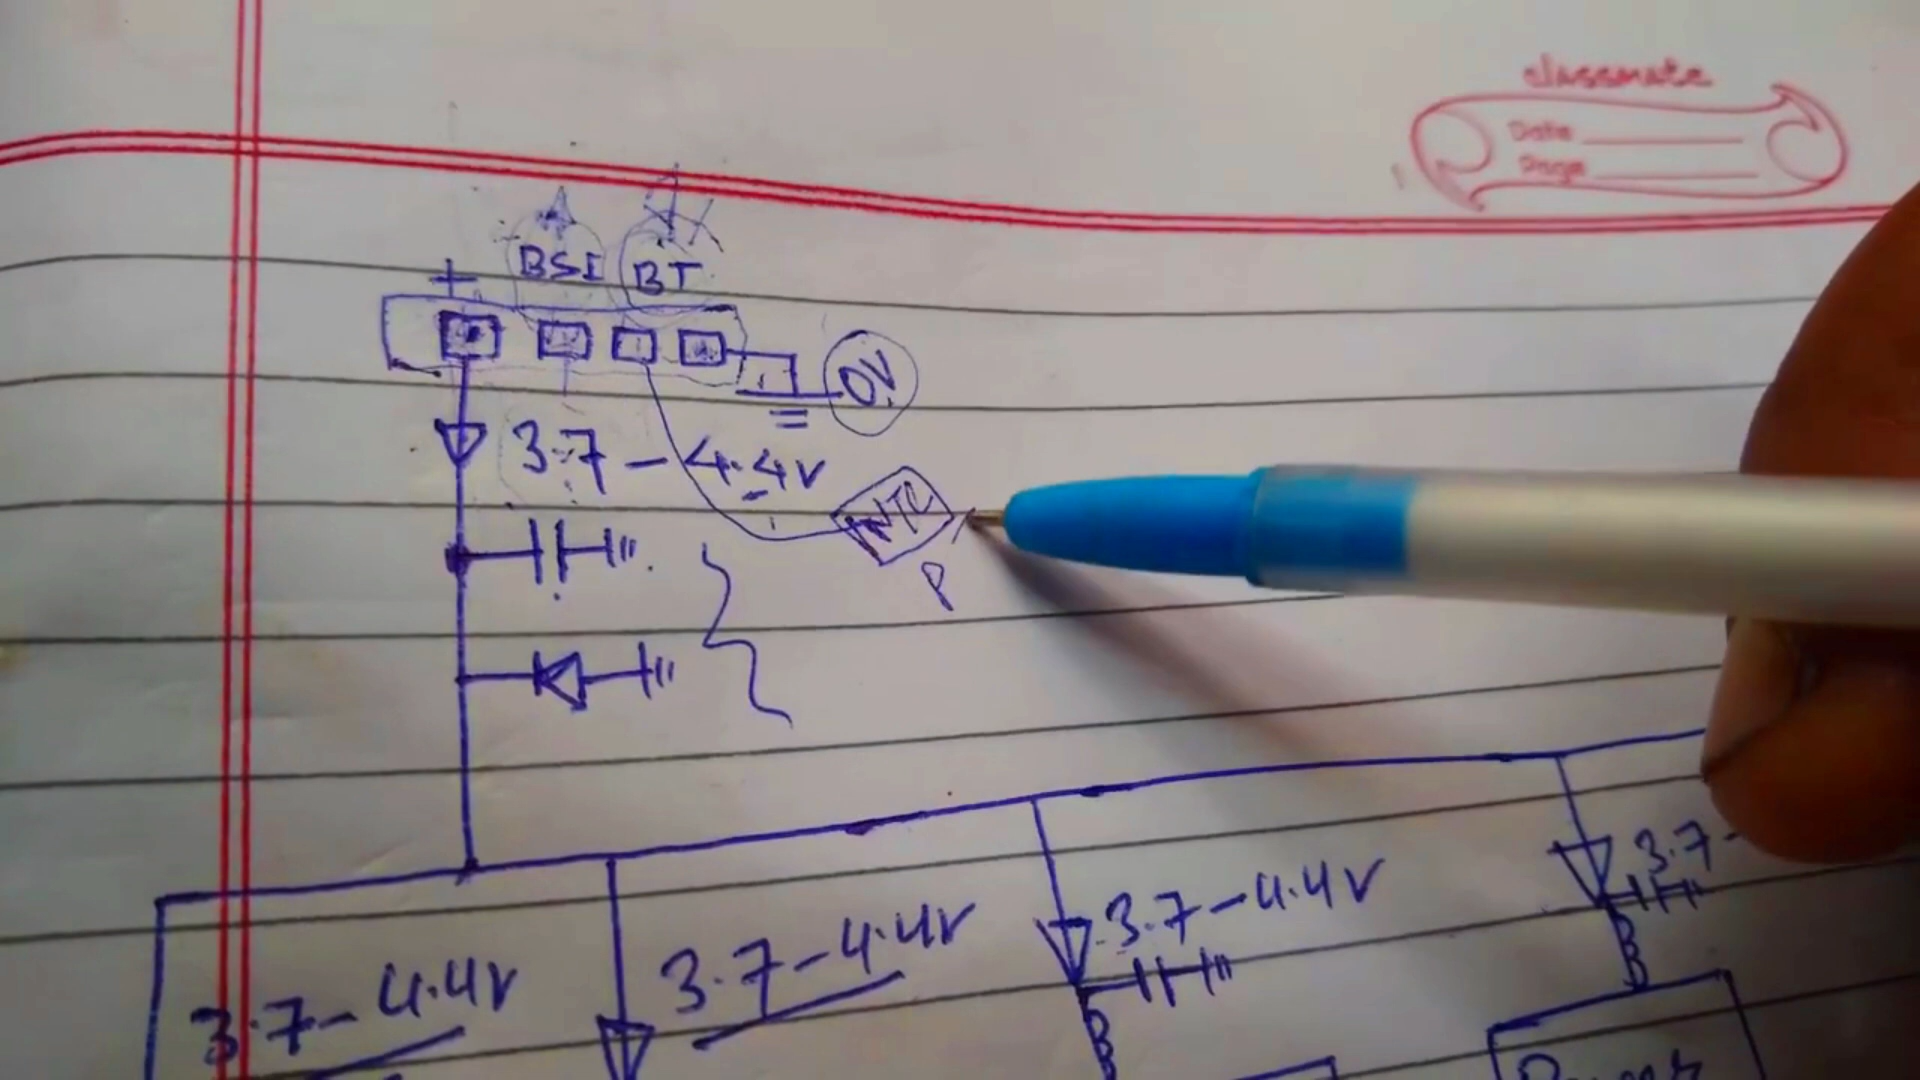 classmate
Date
Page
BSI BT
+
0V
3.7 - 4.4v
NTC
P
3.7 - 4.4v
3.7 - 4.4v
3.7 - 4.4v
3.7 -